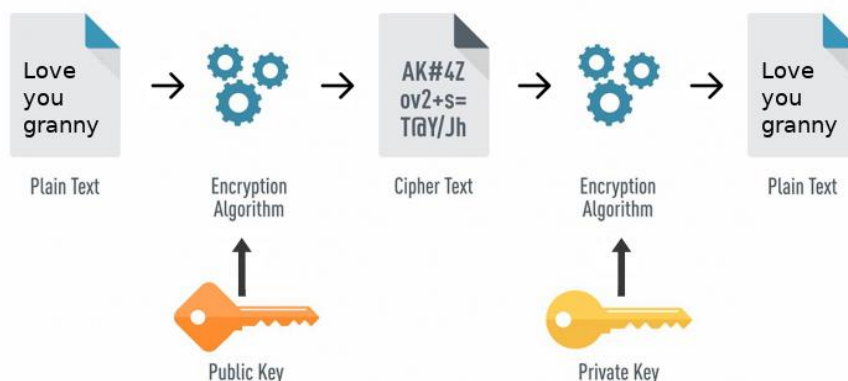 Love
you
granny
AK#4Z
ov2+s=
T@Y/Jh
Love
you
granny
Plain Text
Encryption
Algorithm
Cipher Text
Encryption
Algorithm
Plain Text
Public Key
Private Key